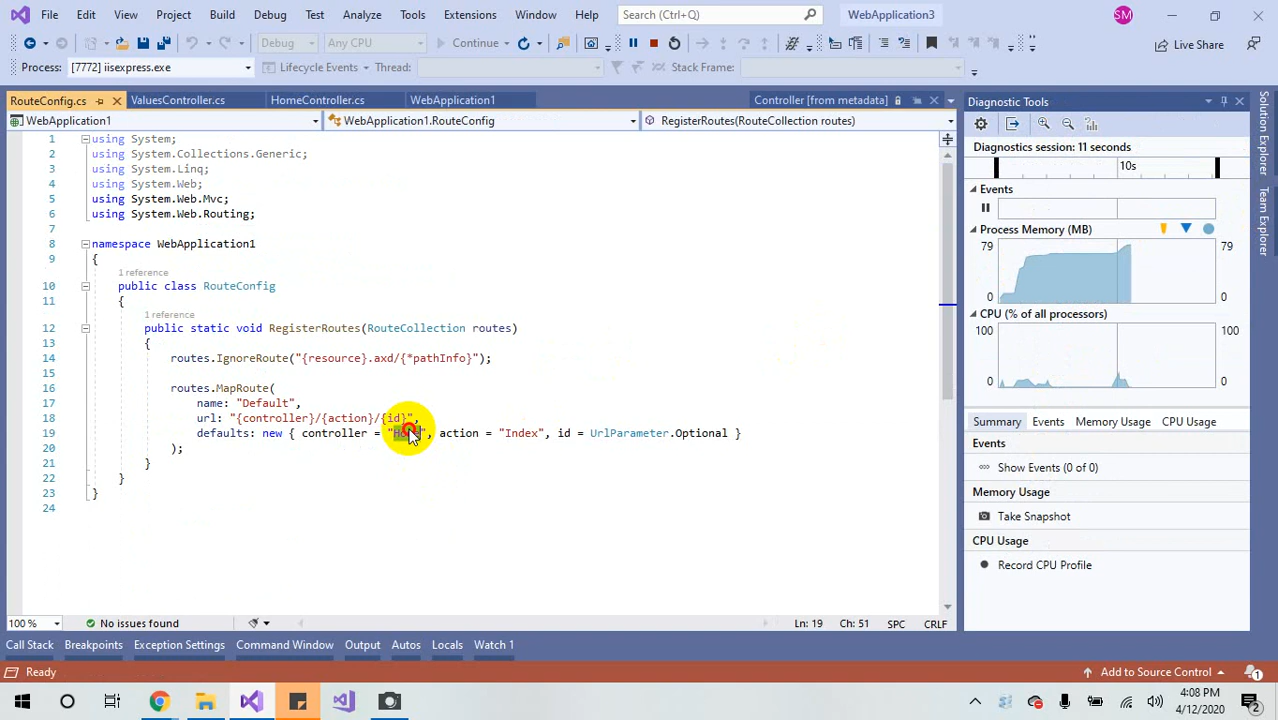 File Edit View Project Build Debug Test Analyze Tools Extensions Window Help Search (Ctrl+Q) WebApplication3 SM
Debug Any CPU Continue Live Share
Process: [7772] iisexpress.exe Lifecycle Events Thread: Stack Frame:
RouteConfig.cs ValuesController.cs HomeController.cs WebApplication1 Controller [from metadata] Diagnostic Tools
WebApplication1 WebApplication1.RouteConfig RegisterRoutes(RouteCollection routes)
1 using System;
2 using System.Collections.Generic;
3 using System.Linq;
4 using System.Web;
5 using System.Web.Mvc;
6 using System.Web.Routing;
7
8 namespace WebApplication1
9 {
1 reference
10 public class RouteConfig
11 {
1 reference
12 public static void RegisterRoutes(RouteCollection routes)
13 {
14 routes.IgnoreRoute("{resource}.axd/{*pathInfo}");
15
16 routes.MapRoute(
17 name: "Default",
18 url: "{controller}/{action}/{id}",
19 defaults: new { controller = " ", action = "Index", id = UrlParameter.Optional }
20 );
21 }
22 }
23 }
24
Diagnostics session: 11 seconds
10s
Events
Process Memory (MB)
79 79
0 0
CPU (% of all processors)
100 100
0 0
Summary Events Memory Usage CPU Usage
Events
Show Events (0 of 0)
Memory Usage
Take Snapshot
CPU Usage
Record CPU Profile
Solution Explorer
Team Explorer
100 % No issues found Ln: 19 Ch: 51 SPC CRLF
Call Stack Breakpoints Exception Settings Command Window Output Autos Locals Watch 1
Ready Add to Source Control 1
4:08 PM
4/12/2020 2